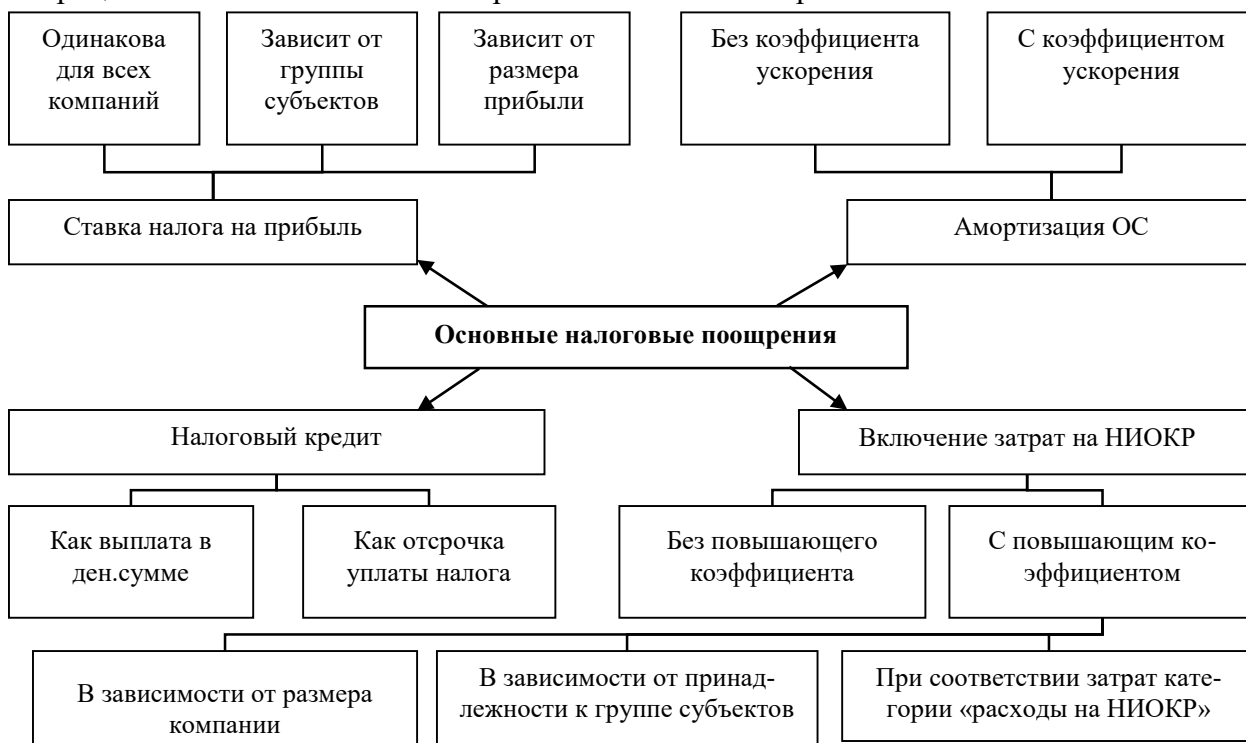 Одинакова
для всех
компаний
Зависит от
группы
субъектов
Зависит от
размера
прибыли
Без коэффициента
ускорения
С коэффициентом
ускорения
Ставка налога на прибыль
Амортизация ОС
Основные налоговые поощрения
Налоговый кредит
Включение затрат на НИОКР
Как выплата в
ден.сумме
Как отсрочка
уплаты налога
Без повышающего
коэффициента
С повышающим ко-
эффициентом
В зависимости от размера
компании
В зависимости от принад-
лежности к группе субъектов
При соответствии затрат кате-
гории «расходы на НИОКР»